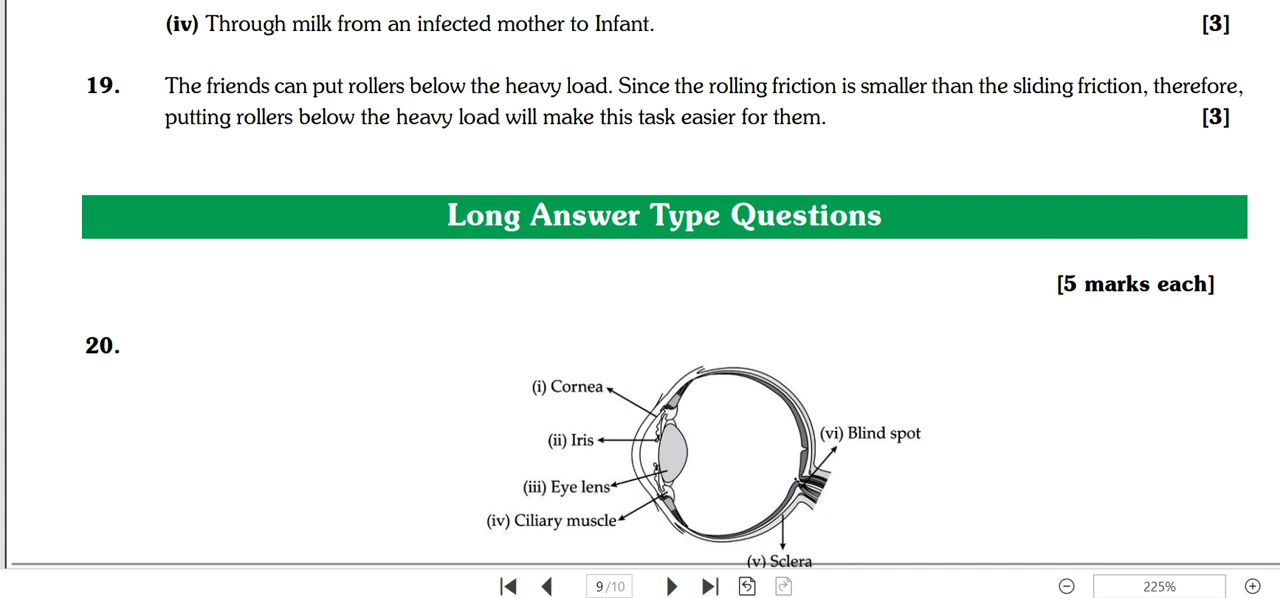 (iv) Through milk from an infected mother to Infant. [3]
19. The friends can put rollers below the heavy load. Since the rolling friction is smaller than the sliding friction, therefore,
putting rollers below the heavy load will make this task easier for them. [3]
Long Answer Type Questions
[5 marks each]
20.
(i) Cornea
(ii) Iris
(vi) Blind spot
(iii) Eye lens
(iv) Ciliary muscle
(v) Sclera
9/10
225%